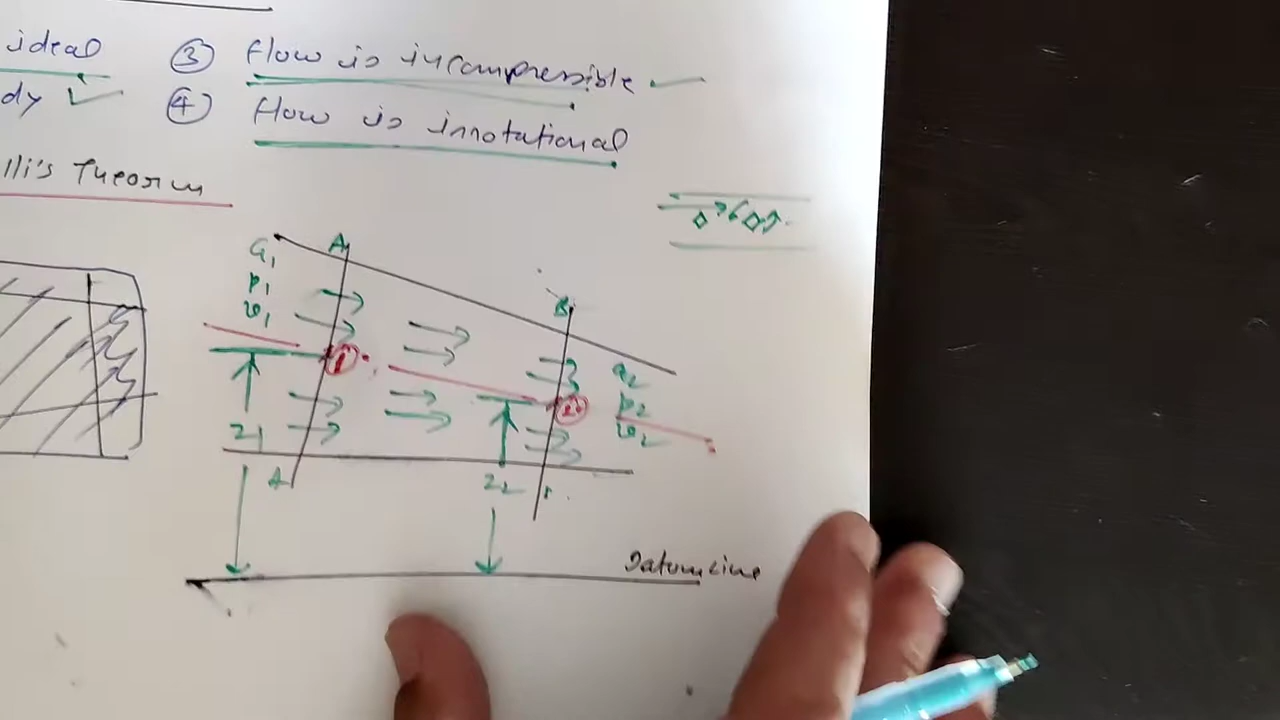 ideal ③ flow is incompressible
dy ④ flow is irrotational
lli's Theorm
a1
p1
v1
A
B
1
2
a2
p2
v2
z1
A
z2
Datum Line